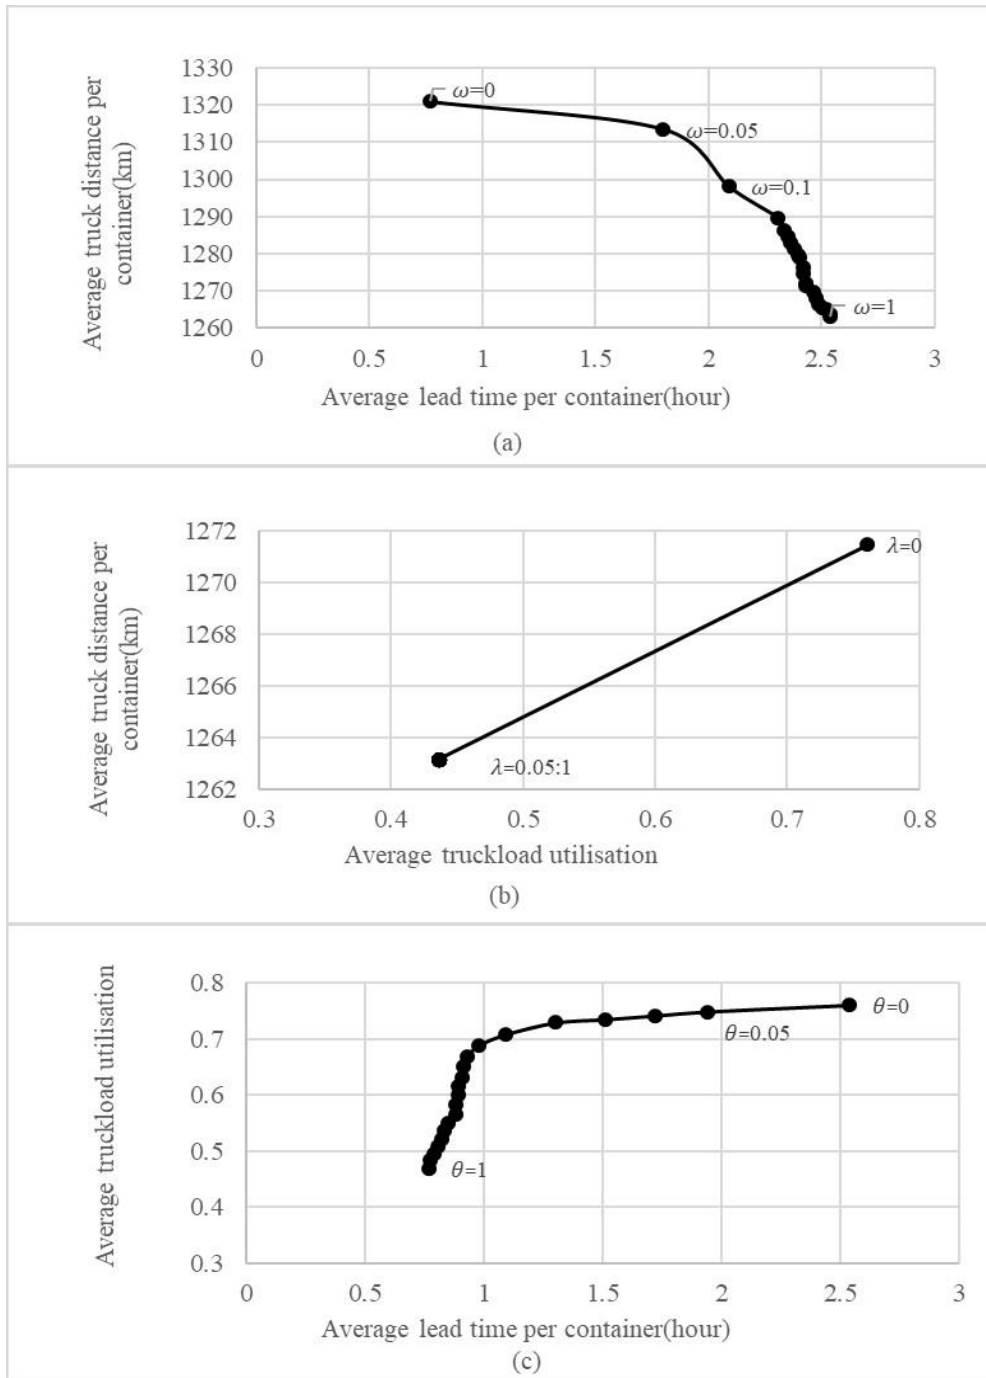 Average truck distance per
container(km)
1330
1320
1310
1300
1290
1280
1270
1260
ω=0
ω=0.05
ω=0.1
ω=1
0 0.5 1 1.5 2 2.5 3
Average lead time per container(hour)
(a)
Average truck distance per
container(km)
1272
1270
1268
1266
1264
1262
λ=0
λ=0.05:1
0.3 0.4 0.5 0.6 0.7 0.8
Average truckload utilisation
(b)
Average truckload utilisation
0.8
0.7
0.6
0.5
0.4
0.3
θ=0
θ=0.05
θ=1
0 0.5 1 1.5 2 2.5 3
Average lead time per container(hour)
(c)